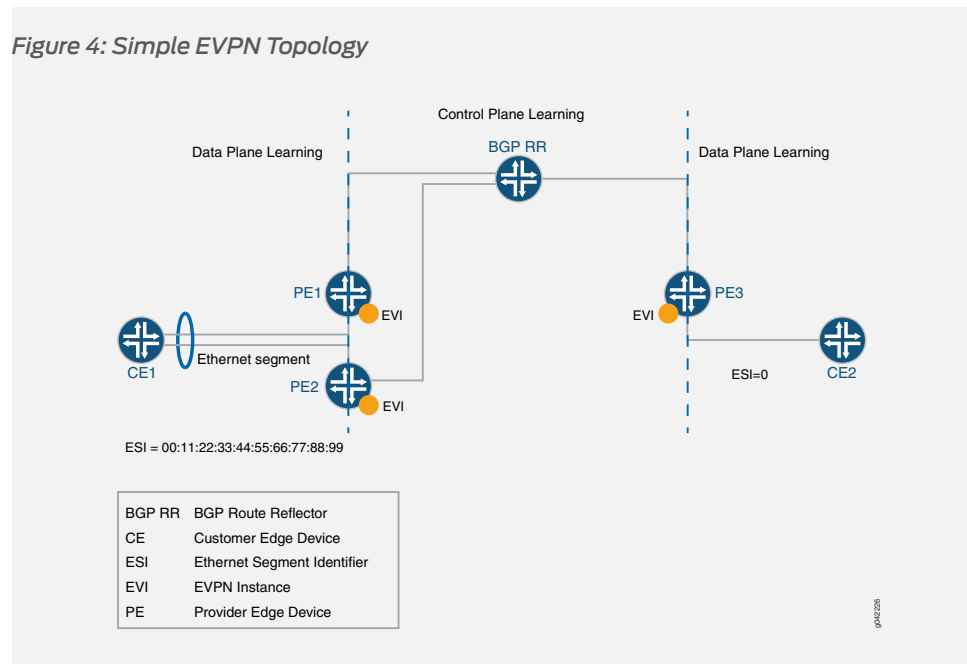 Figure 4: Simple EVPN Topology
Control Plane Learning
Data Plane Learning
BGP RR
Data Plane Learning
PE1
EVI
EVI
PE3
Ethernet segment
CE1
PE2
EVI
ESI=0
CE2
ESI = 00:11:22:33:44:55:66:77:88:99
BGP RR BGP Route Reflector
CE Customer Edge Device
ESI Ethernet Segment Identifier
EVI EVPN Instance
PE Provider Edge Device
g042226